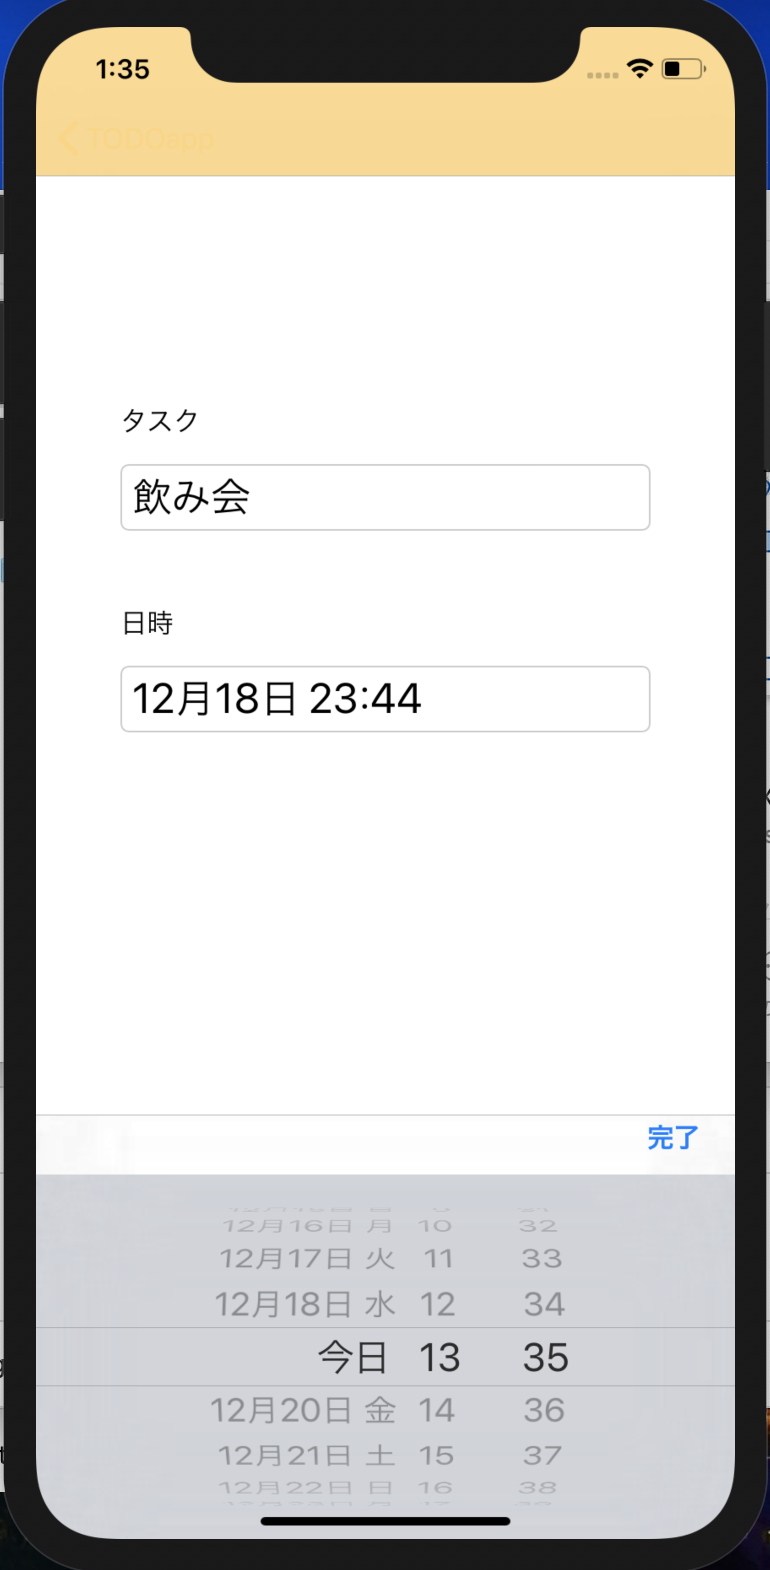 1:35
TODOapp
タスク
飲み会
日時
12月18日 23:44
完了
12月16日 月 10 32
12月17日 火 11 33
12月18日 水 12 34
今日 13 35
12月20日 金 14 36
12月21日 土 15 37
12月22日 日 16 38